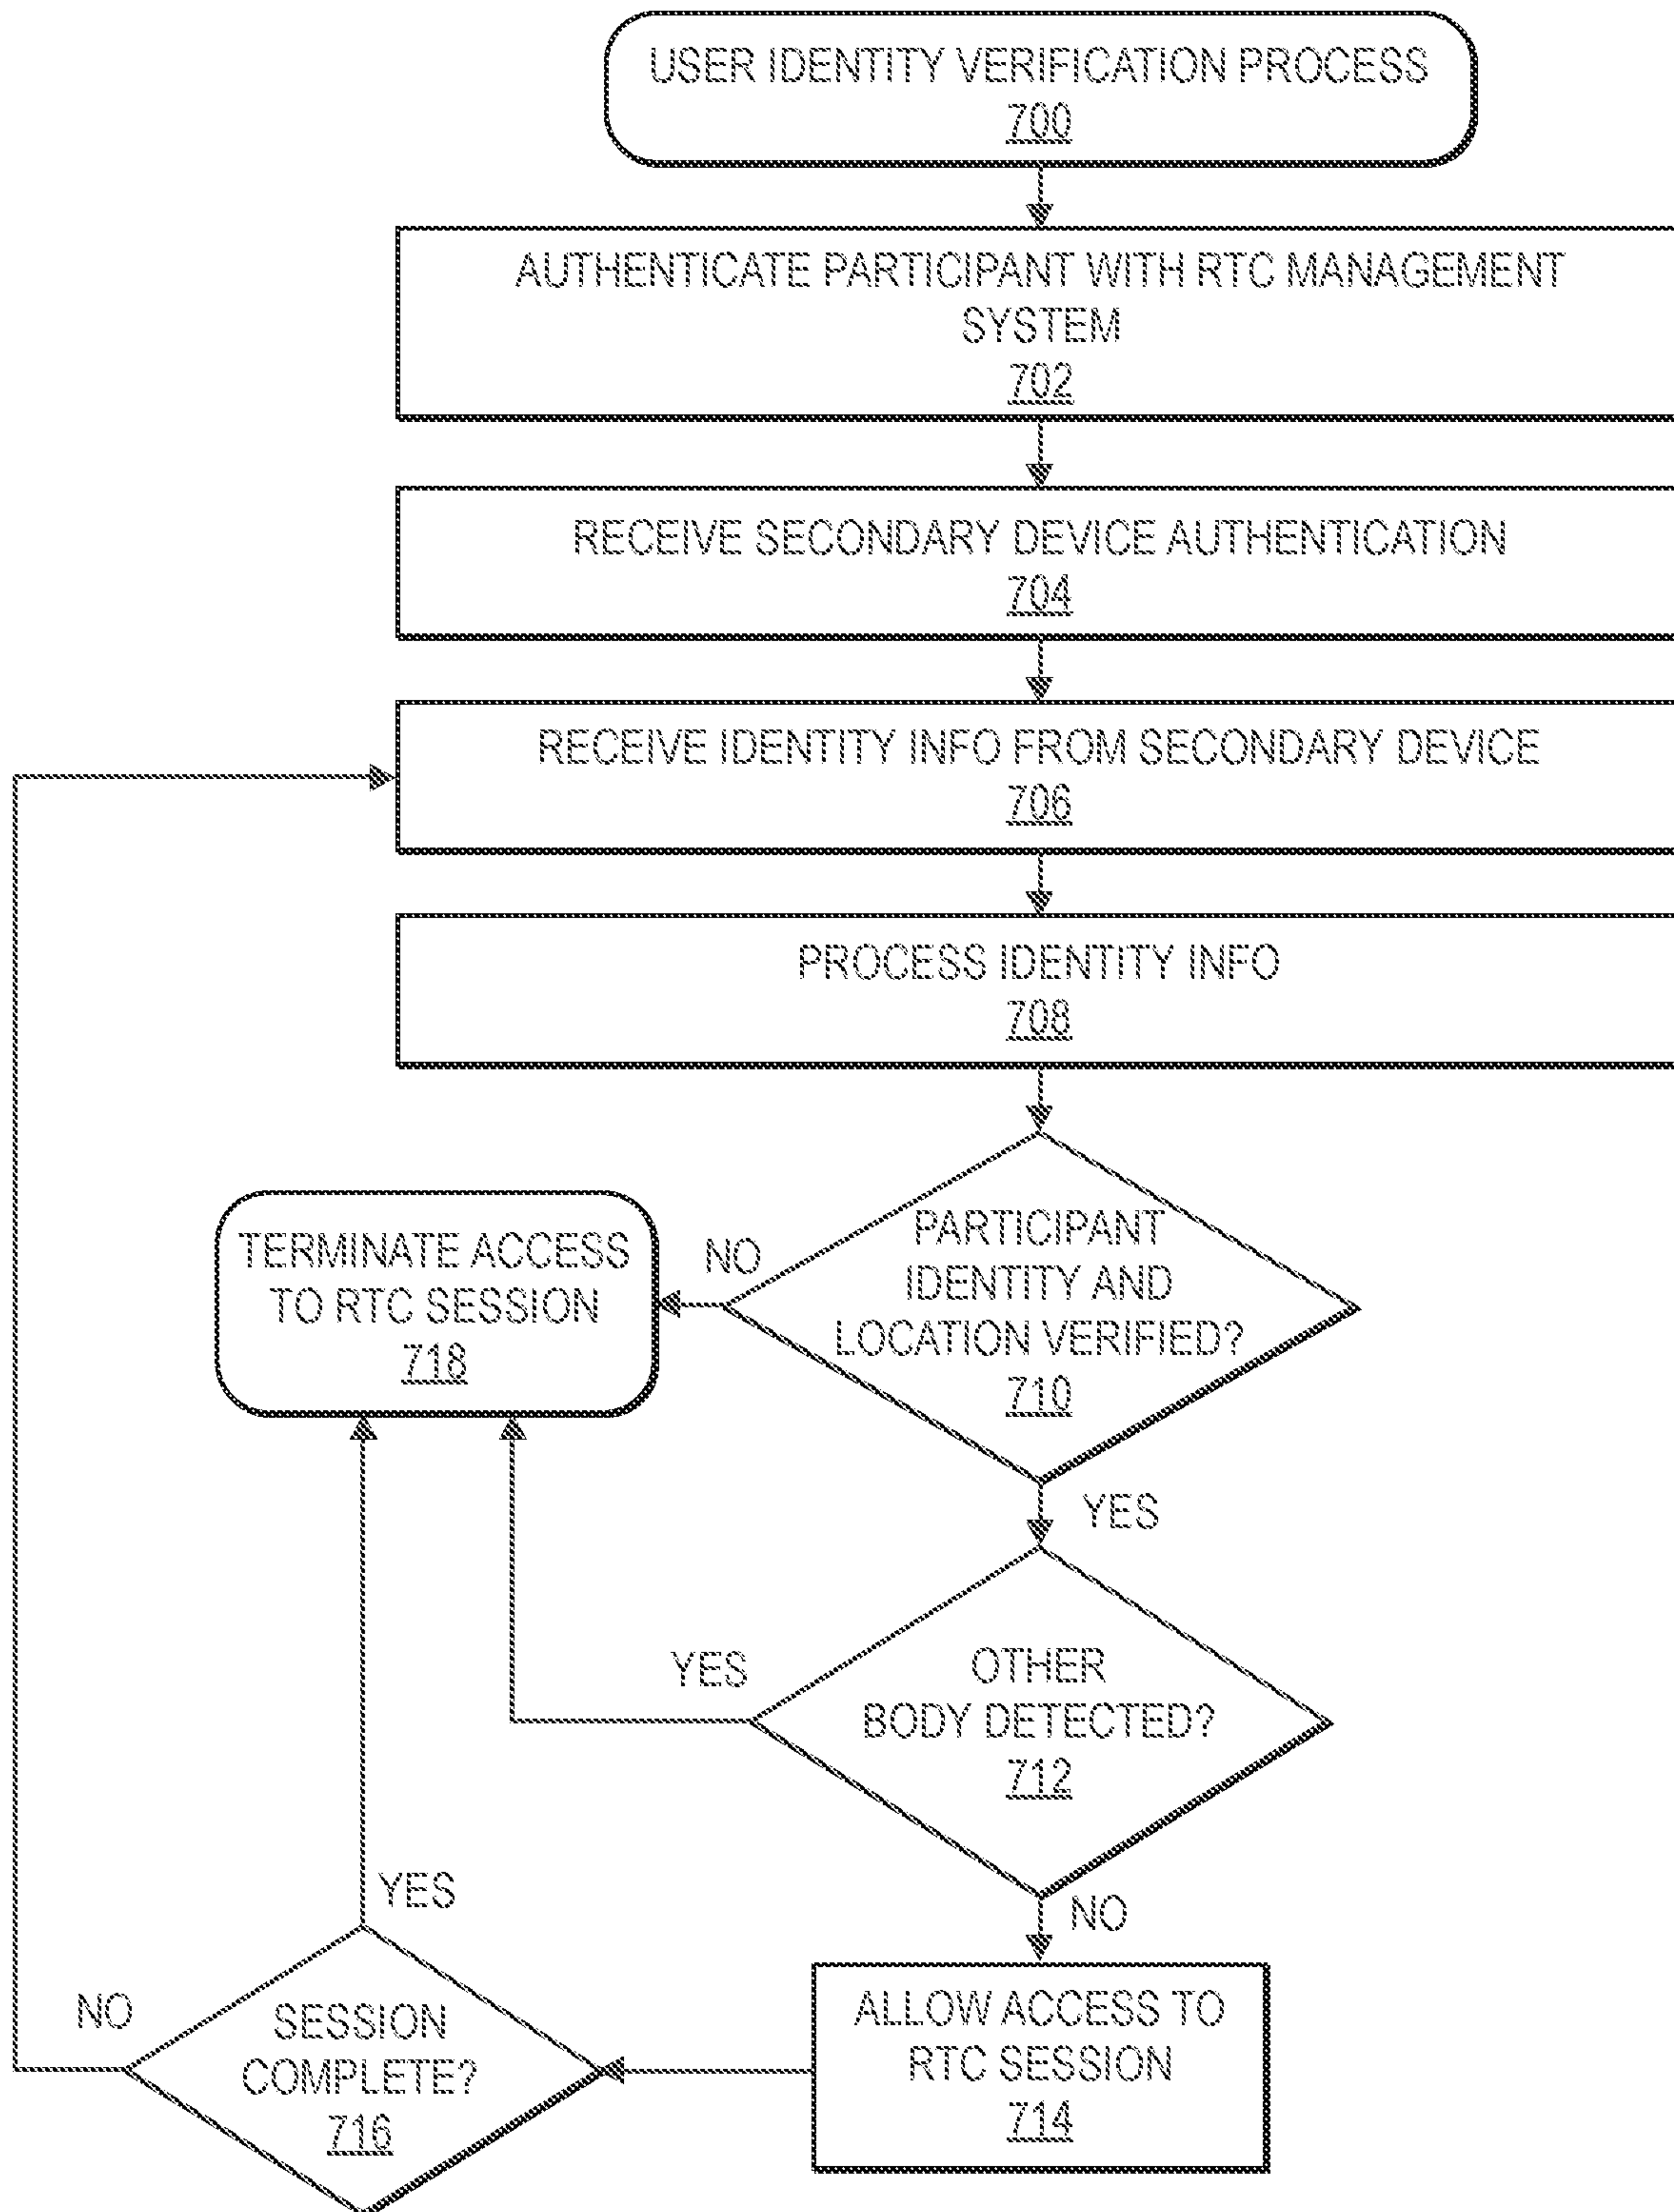 USER IDENTITY VERIFICATION PROCESS
700
AUTHENTICATE PARTICIPANT WITH RTC MANAGEMENT
SYSTEM
702
RECEIVE SECONDARY DEVICE AUTHENTICATION
704
RECEIVE IDENTITY INFO FROM SECONDARY DEVICE
706
PROCESS IDENTITY INFO
708
PARTICIPANT
IDENTITY AND
LOCATION VERIFIED?
710
NO
TERMINATE ACCESS
TO RTC SESSION
718
YES
OTHER
BODY DETECTED?
712
YES
NO
ALLOW ACCESS TO
RTC SESSION
714
SESSION
COMPLETE?
716
YES
NO